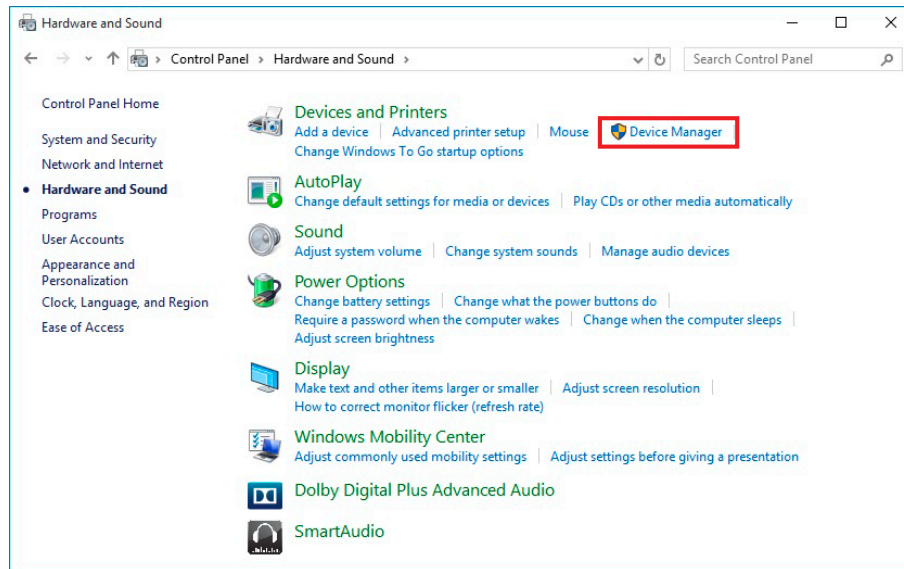 Hardware and Sound
Control Panel > Hardware and Sound >
Search Control Panel
Control Panel Home
System and Security
Network and Internet
Hardware and Sound
Programs
User Accounts
Appearance and
Personalization
Clock, Language, and Region
Ease of Access
Devices and Printers
Add a device | Advanced printer setup | Mouse | Device Manager
Change Windows To Go startup options
AutoPlay
Change default settings for media or devices | Play CDs or other media automatically
Sound
Adjust system volume | Change system sounds | Manage audio devices
Power Options
Change battery settings | Change what the power buttons do |
Require a password when the computer wakes | Change when the computer sleeps |
Adjust screen brightness
Display
Make text and other items larger or smaller | Adjust screen resolution |
How to correct monitor flicker (refresh rate)
Windows Mobility Center
Adjust commonly used mobility settings | Adjust settings before giving a presentation
Dolby Digital Plus Advanced Audio
SmartAudio